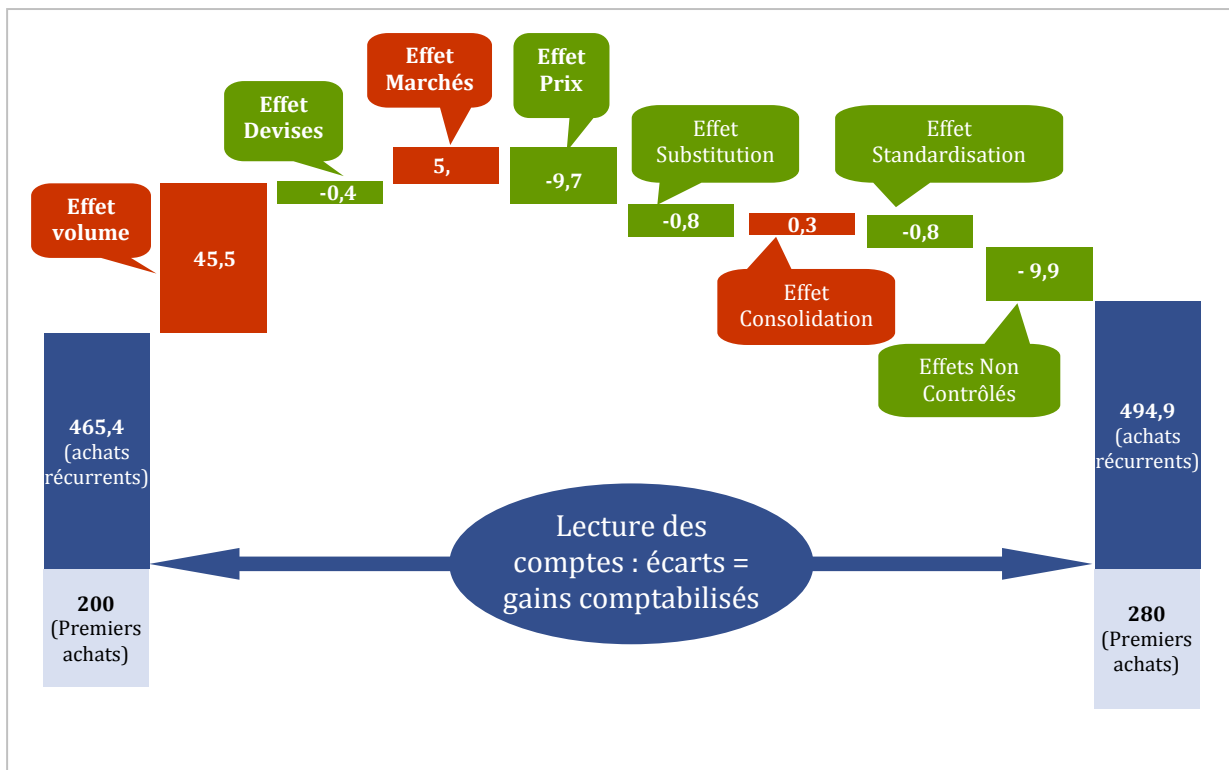 Effet
Marchés
Effet
Prix
Effet
Devises
Effet
Substitution
Effet
Standardisation
5,
-9,7
-0,4
Effet
volume
45,5
-0,8
0,3
-0,8
- 9,9
Effet
Consolidation
Effets Non
Contrôlés
465,4
(achats
récurrents)
494,9
(achats
récurrents)
Lecture des
comptes : écarts =
gains comptabilisés
200
(Premiers
achats)
280
(Premiers
achats)